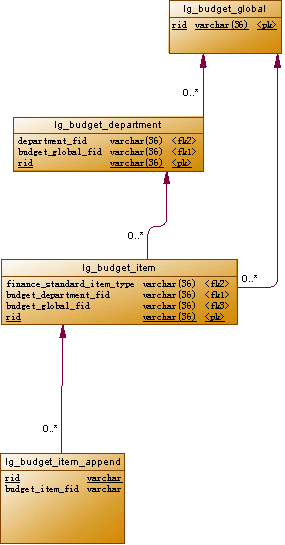 lg_budget_global
rid varchar(36) <pk>
0..*
lg_budget_department
department_fid varchar(36) <fk2>
budget_global_fid varchar(36) <fk1>
rid varchar(36) <pk>
0..*
lg_budget_item
finance_standard_item_type varchar(36) <fk2>
budget_department_fid varchar(36) <fk1>
budget_global_fid varchar(36) <fk3>
rid varchar(36) <pk>
0..*
0..*
lg_budget_item_append
rid varchar
budget_item_fid varchar